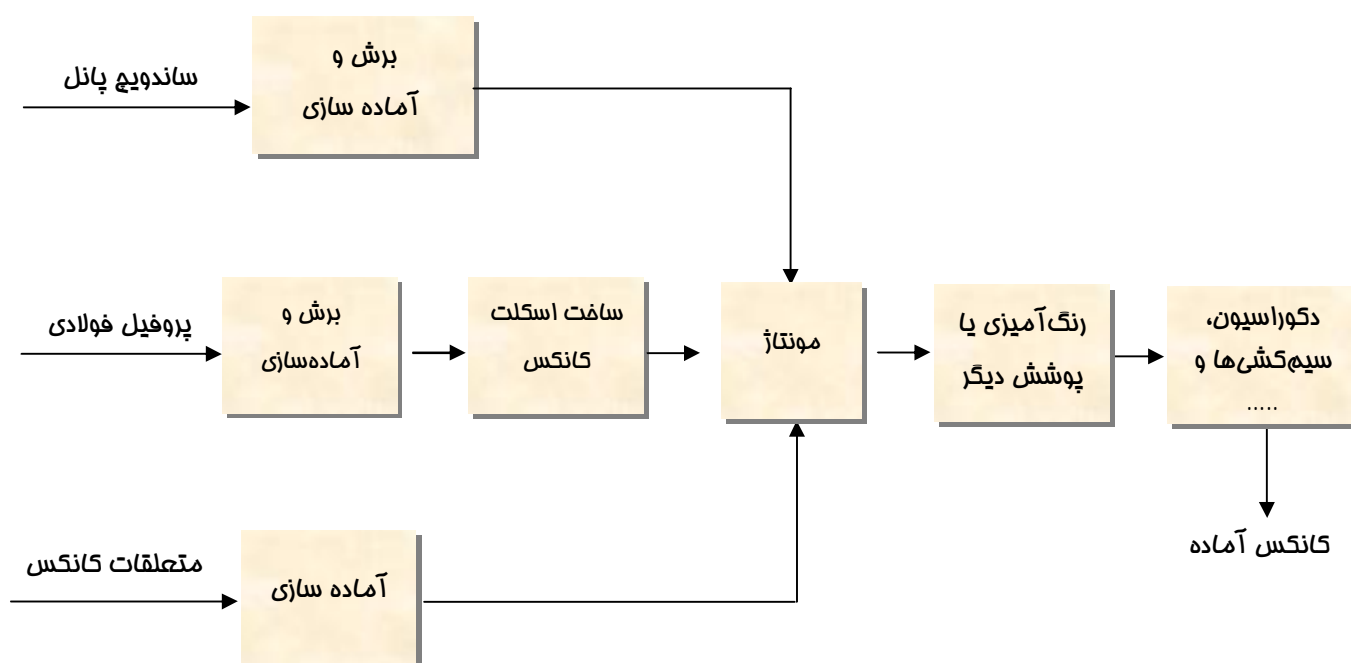 ساندویچ پانل
برش و
آماده سازی
پروفیل فولادی
برش و
آماده‌سازی
ساخت اسکلت
کانکس
مونتاژ
رنگ‌آمیزی یا
پوشش دیگر
دکوراسیون،
سیم‌کشی‌ها و
.....
کانکس آماده
متعلقات کانکس
آماده سازی